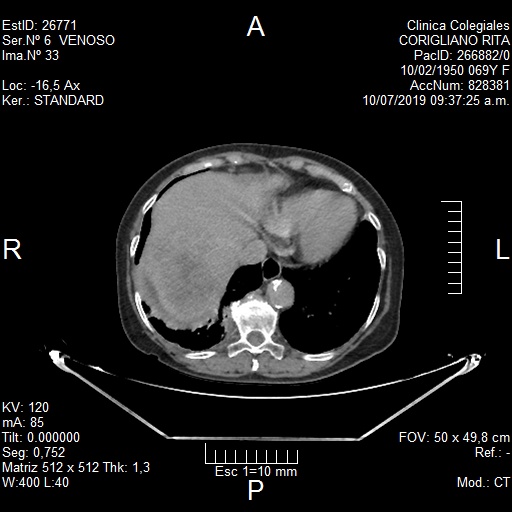 EstID: 26771
Ser.Nº 6 VENOSO
Ima.Nº 33
Loc: -16,5 Ax
Ker.: STANDARD
A
Clinica Colegiales
CORIGLIANO RITA
PacID: 266882/0
10/02/1950 069Y F
AccNum: 828381
10/07/2019 09:37:25 a.m.
R
L
KV: 120
mA: 85
Tilt: 0.000000
Seg: 0,752
Matriz 512 x 512 Thk: 1,3
W:400 L:40
Esc 1=10 mm
P
FOV: 50 x 49,8 cm
Ref.: -
Mod.: CT